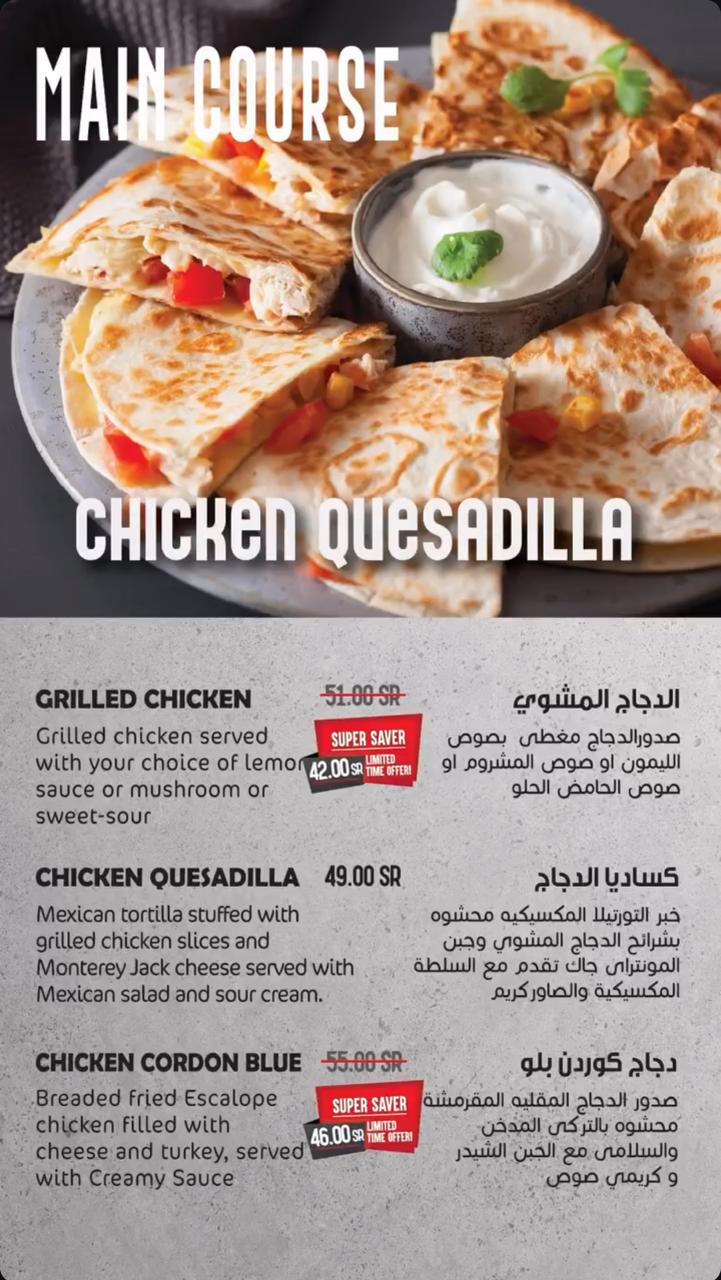 MAIN COURSE
CHICKEN QUESADILLA
GRILLED CHICKEN
51.00 SR
الدجاج المشوي
Grilled chicken served
with your choice of lemon
sauce or mushroom or
sweet-sour
SUPER SAVER
42.00 SR LIMITED
TIME OFFER!
صدورالدجاج مغطى بصوص
الليمون او صوص المشروم او
صوص الحامض الحلو
CHICKEN QUESADILLA
49.00 SR
كساديا الدجاج
Mexican tortilla stuffed with
grilled chicken slices and
Monterey Jack cheese served with
Mexican salad and sour cream.
خبر التورتيلا المكسيكيه محشوه
بشرائح الدجاج المشوي وجبن
المونتراى جاك تقدم مع السلطة
المكسيكية والصاوركريم
CHICKEN CORDON BLUE
55.00 SR
دجاج كوردن بلو
Breaded fried Escalope
chicken filled with
cheese and turkey, served
with Creamy Sauce
SUPER SAVER
46.00 SR LIMITED
TIME OFFER!
صدور الدجاج المقليه المقرمشة
محشوه بالتركى المدخن
والسلامى مع الجبن الشيدر
و كريمي صوص